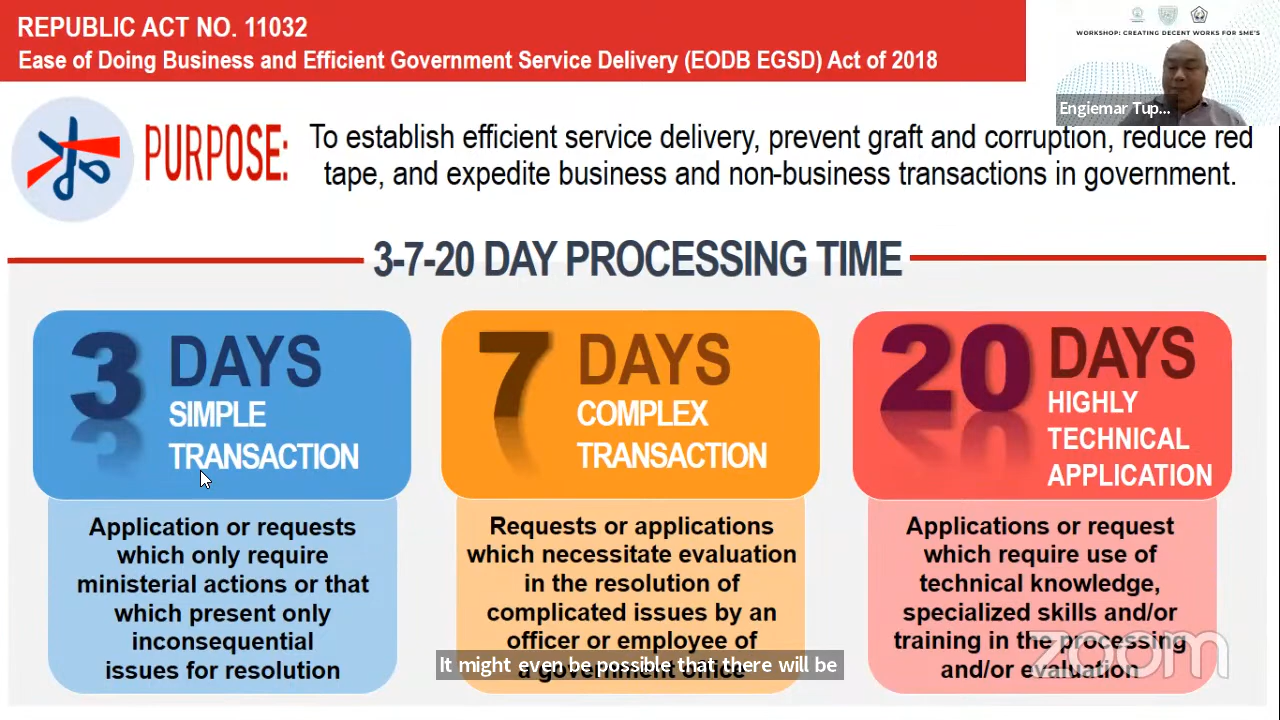 REPUBLIC ACT NO. 11032
Ease of Doing Business and Efficient Government Service Delivery (EODB EGSD) Act of 2018
WORKSHOP: CREATING DECENT WORKS FOR SME'S
Engiemar Tup...
PURPOSE:
To establish efficient service delivery, prevent graft and corruption, reduce red
tape, and expedite business and non-business transactions in government.
3-7-20 DAY PROCESSING TIME
3 DAYS
SIMPLE
TRANSACTION
Application or requests
which only require
ministerial actions or that
which present only
inconsequential
issues for resolution
7 DAYS
COMPLEX
TRANSACTION
Requests or applications
which necessitate evaluation
in the resolution of
complicated issues by an
officer or employee of
a government office
20 DAYS
HIGHLY
TECHNICAL
APPLICATION
Applications or request
which require use of
technical knowledge,
specialized skills and/or
training in the processing
and/or evaluation
It might even be possible that there will be
zoom